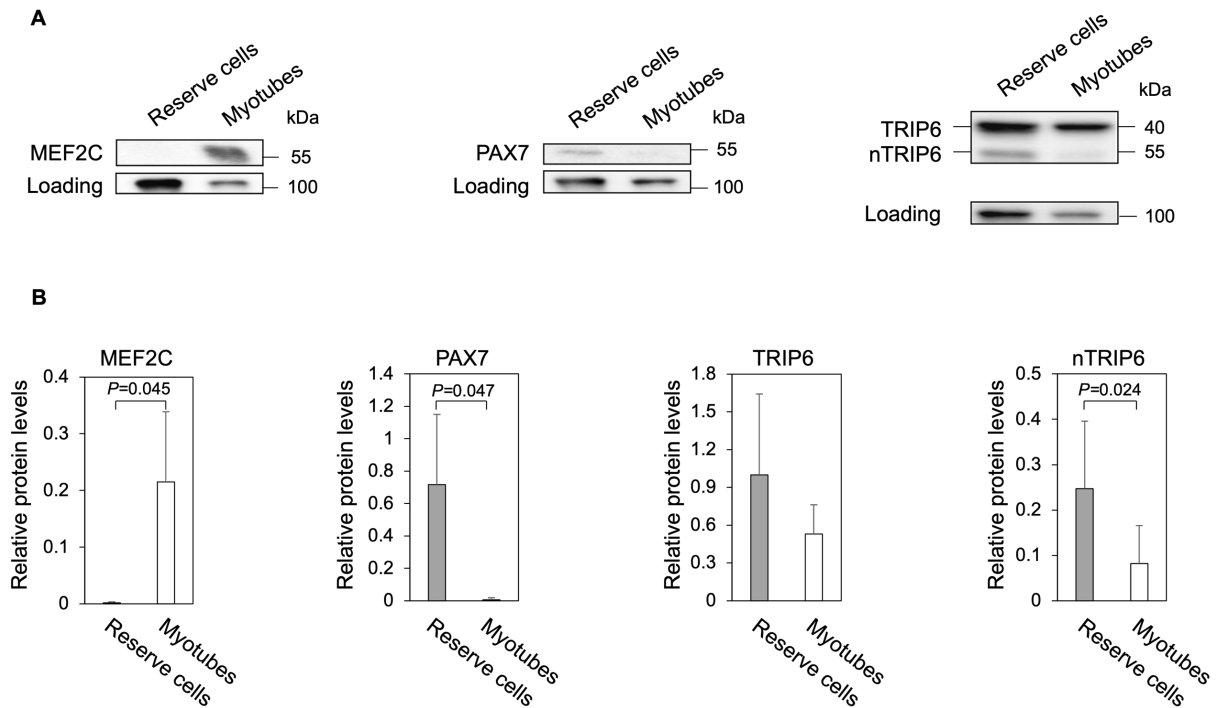 A
Reserve cells
Myotubes
kDa
MEF2C
55
Loading
100
Reserve cells
Myotubes
kDa
PAX7
55
Loading
100
Reserve cells
Myotubes
kDa
TRIP6
40
nTRIP6
55
Loading
100
B
MEF2C
P=0.045
Relative protein levels
0.4
0.3
0.2
0.1
0
Reserve cells
Myotubes
PAX7
P=0.047
Relative protein levels
1.4
1.2
1
0.8
0.6
0.4
0.2
0
Reserve cells
Myotubes
TRIP6
Relative protein levels
1.8
1.5
1.2
0.9
0.6
0.3
0
Reserve cells
Myotubes
nTRIP6
P=0.024
Relative protein levels
0.5
0.4
0.3
0.2
0.1
0
Reserve cells
Myotubes